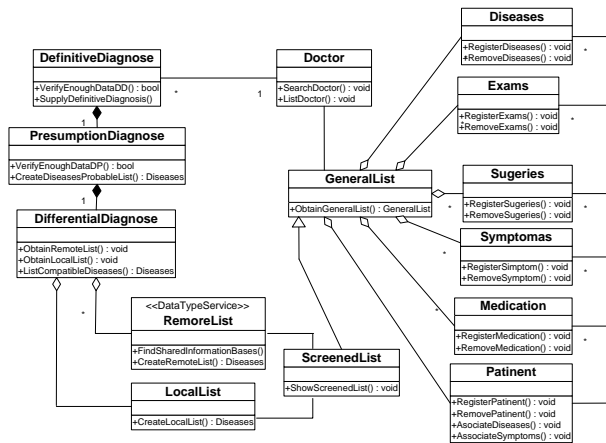 DefinitiveDiagnose
+VerifyEnoughDataDD() : bool
+SupplyDefinitiveDiagnosis()
*
1
Doctor
+SearchDoctor() : void
+ListDoctor() : void
1
PresumptionDiagnose
+VerifyEnoughDataDP() : bool
+CreateDiseasesProbableList() : Diseases
1
DifferentialDiagnose
+ObtainRemoteList() : void
+ObtainLocalList() : void
+ListCompatibleDiseases() : Diseases
*
<<DataTypeService>>
RemoreList
+FindSharedInformationBases()
+CreateRemoteList() : Diseases
LocalList
+CreateLocalList() : Diseases
ScreenedList
+ShowScreenedList() : void
GeneralList
+ObtainGeneralList() : GeneralList
Diseases
+RegisterDiseases() : void
+RemoveDiseases() : void
*
*
Exams
+RegisterExams() : void
+RemoveExams() : void
*
*
Sugeries
+RegisterSugeries() : void
+RemoveSugeries() : void
*
*
Symptomas
+RegisterSimptom() : void
+RemoveSymptom() : void
*
*
Medication
+RegisterMedication() : void
+RemoveMedication() : void
*
*
Patinent
+RegisterPatinent() : void
+RemovePatinent() : void
+AsociateDiseases() : void
+AssociateSymptoms() : void
*